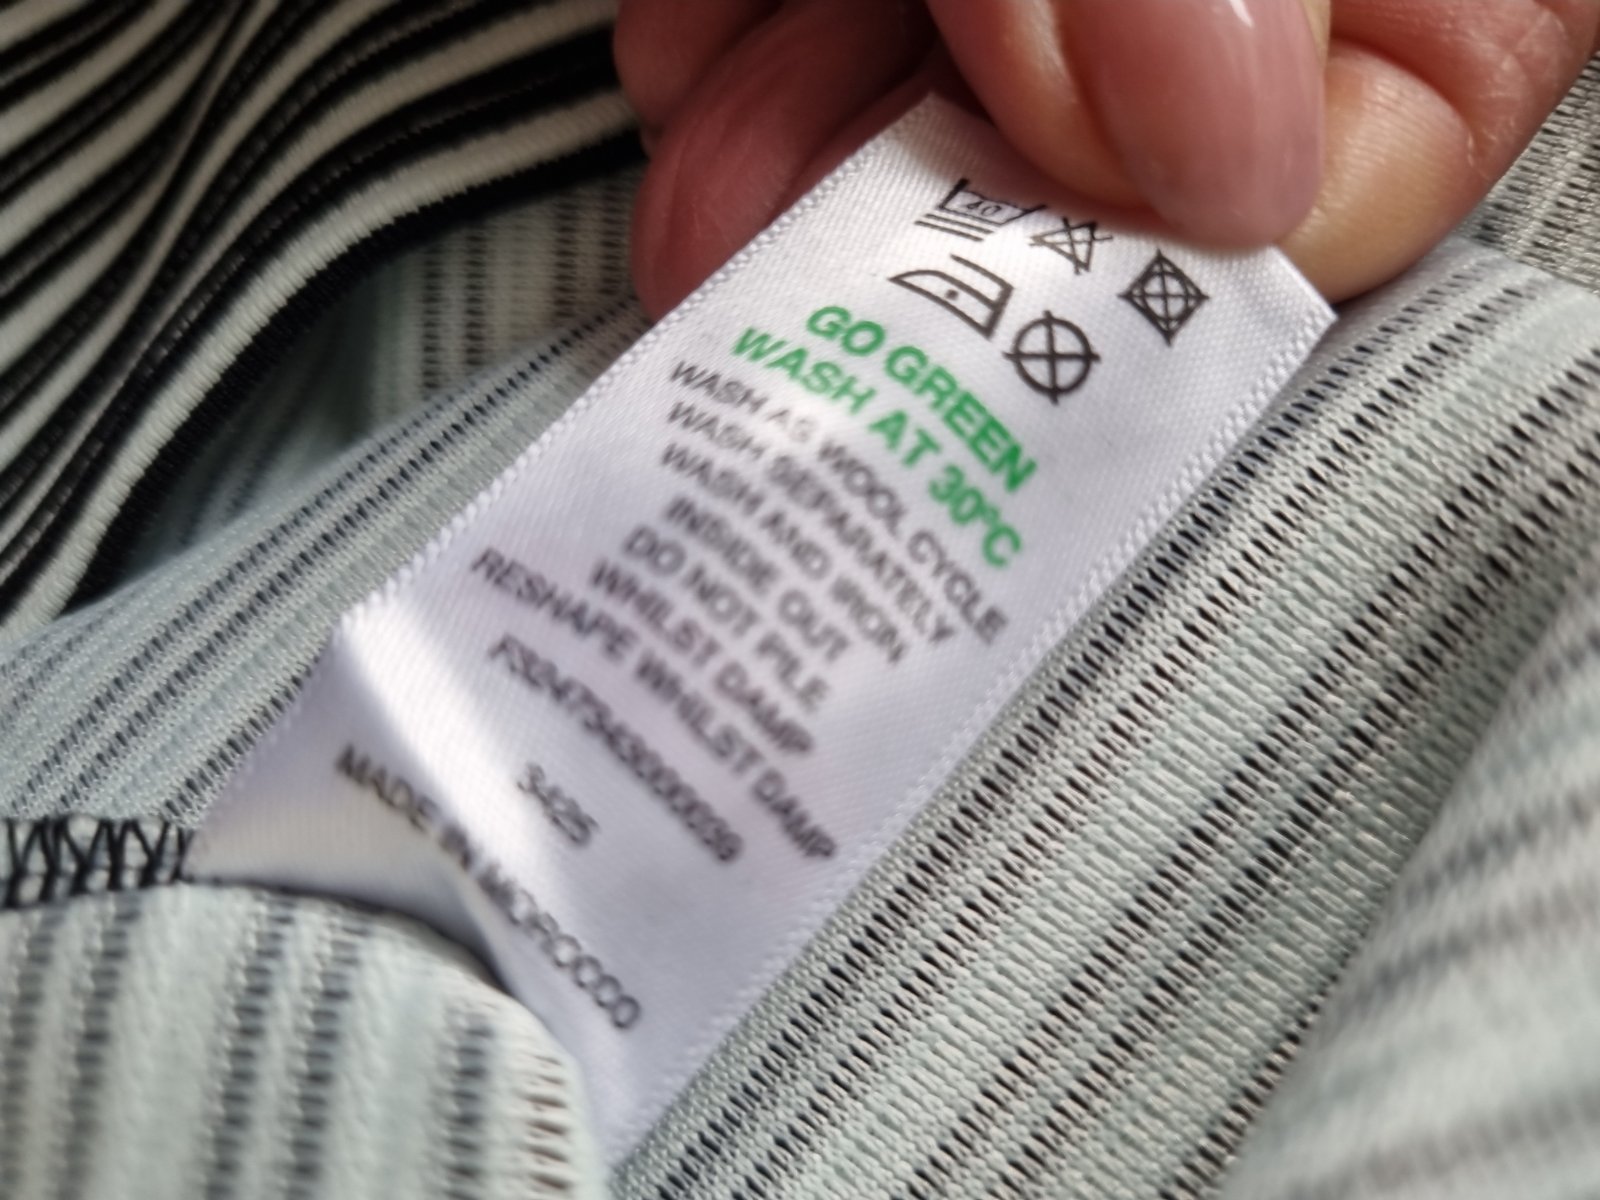 40
GO GREEN
WASH AT 30°C
WASH AS WOOL CYCLE
WASH SEPARATELY
WASH AND IRON
INSIDE OUT
DO NOT PILE
WHILST DAMP
RESHAPE WHILST DAMP
3425
MADE IN MOROCCO